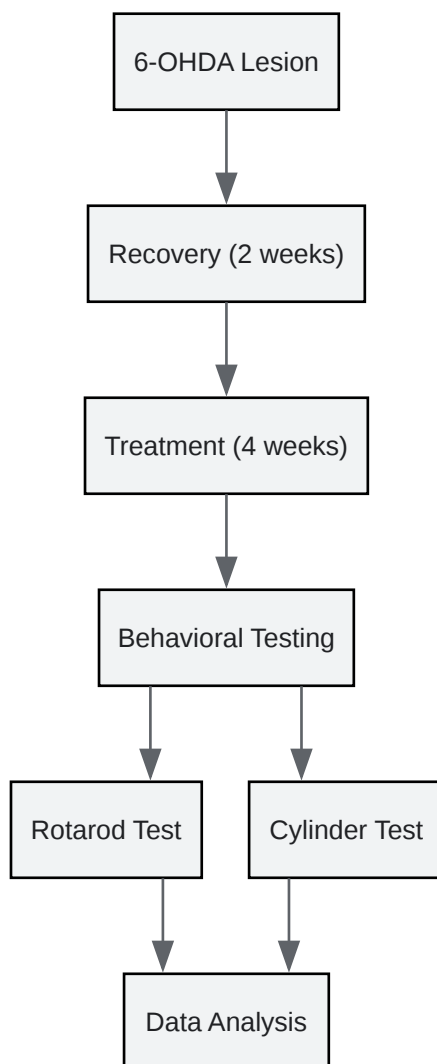 6-OHDA Lesion
Recovery (2 weeks)
Treatment (4 weeks)
Behavioral Testing
Rotarod Test
Cylinder Test
Data Analysis